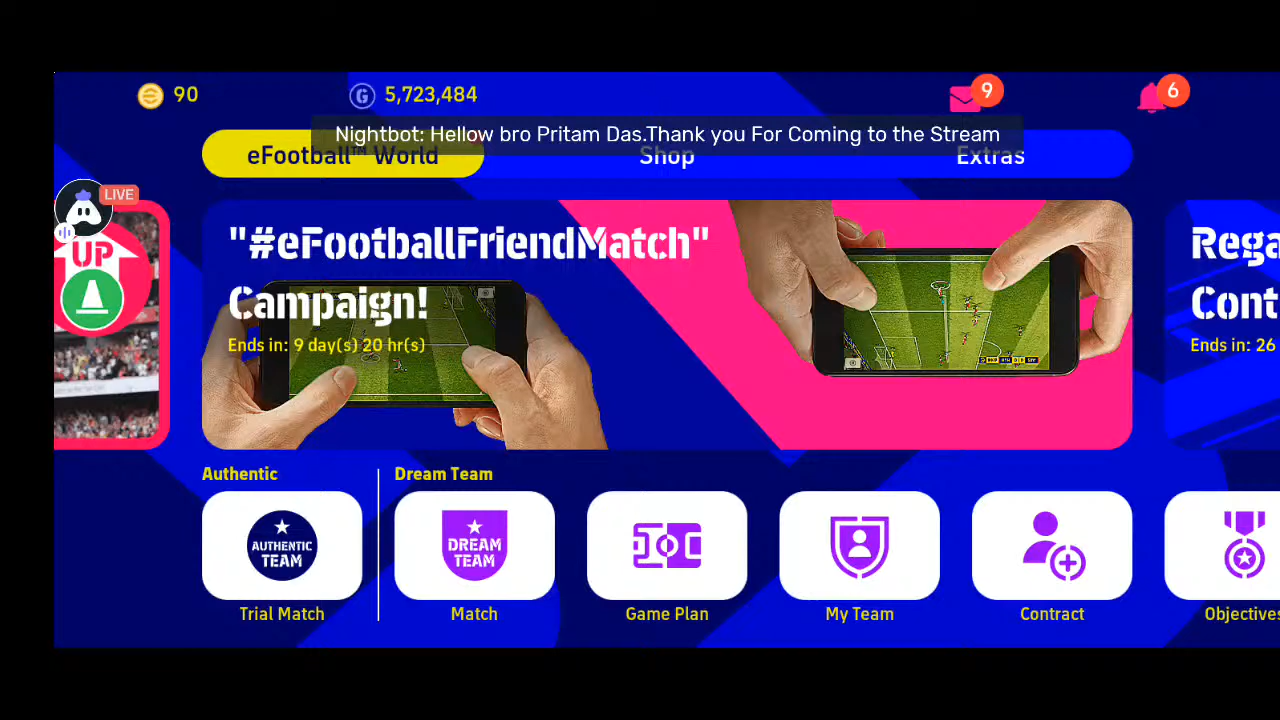 90
5,723,484
9
6
Nightbot: Hellow bro Pritam Das.Thank you For Coming to the Stream
eFootball™ World
Shop
Extras
LIVE
UP
"#eFootballFriendMatch"
Campaign!
Ends in: 9 day(s) 20 hr(s)
Rega
Cont
Ends in: 26
Authentic
Dream Team
AUTHENTIC
TEAM
DREAM
TEAM
Trial Match
Match
Game Plan
My Team
Contract
Objectives